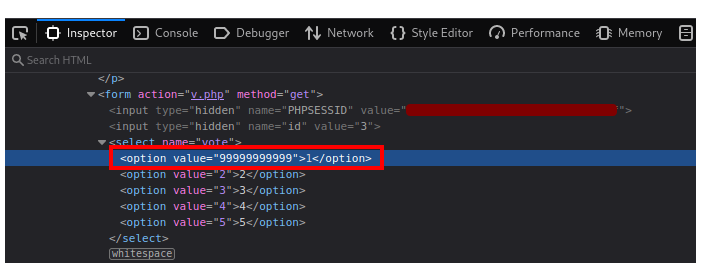 Inspector Console Debugger Network {} Style Editor Performance Memory
Search HTML
</p>
<form action="v.php" method="get">
<input type="hidden" name="PHPSESSID" value="">
<input type="hidden" name="id" value="3">
<select name="vote">
<option value="99999999999">1</option>
<option value="2">2</option>
<option value="3">3</option>
<option value="4">4</option>
<option value="5">5</option>
</select>
whitespace